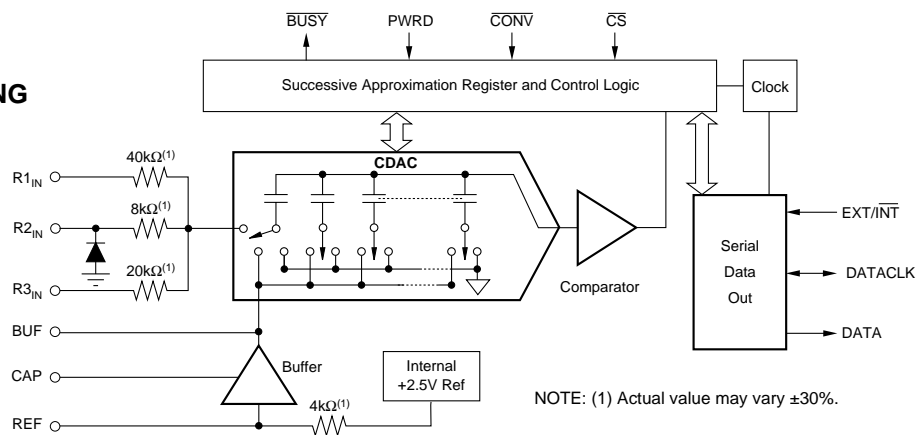 BUSY PWRD CONV CS
NG
Successive Approximation Register and Control Logic
Clock
CDAC
40kΩ(1)
R1IN
8kΩ(1)
R2IN
20kΩ(1)
R3IN
EXT/INT
Serial
Data
Out
DATACLK
DATA
Comparator
BUF
Buffer
CAP
Internal
+2.5V Ref
4kΩ(1)
REF
NOTE: (1) Actual value may vary ±30%.